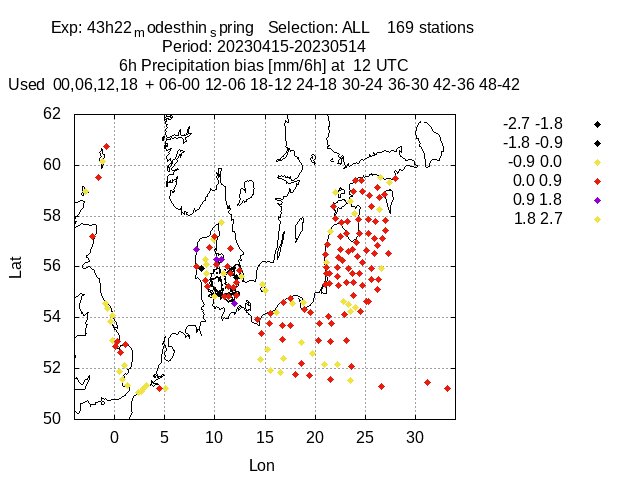 Exp: 43h22modesthinspring   Selection: ALL    169 stations
Period: 20230415-20230514
6h Precipitation bias [mm/6h] at  12 UTC
Used  00,06,12,18  + 06-00 12-06 18-12 24-18 30-24 36-30 42-36 48-42
62
60
58
56
54
52
50
Lat
0 5 10 15 20 25 30
Lon
-2.7 -1.8
-1.8 -0.9
-0.9 0.0
0.0 0.9
0.9 1.8
1.8 2.7